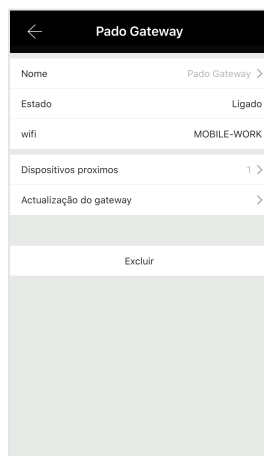 Pado Gateway
Nome Pado Gateway
Estado Ligado
wifi MOBILE-WORK
Dispositivos proximos 1
Actualização do gateway
Excluir